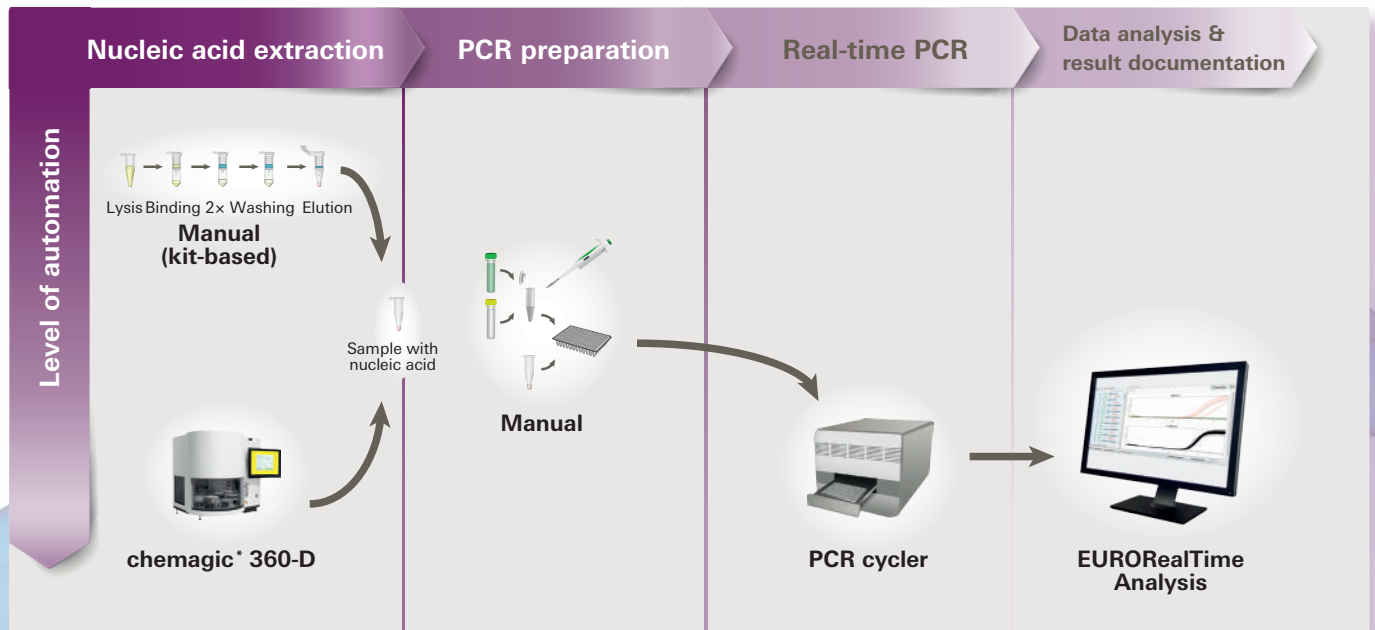 Nucleic acid extraction
PCR preparation
Real-time PCR
Data analysis &
result documentation
Level of automation
Lysis Binding 2× Washing Elution
Manual
(kit-based)
Sample with
nucleic acid
chemagic* 360-D
Manual
PCR cycler
EURORealTime
Analysis